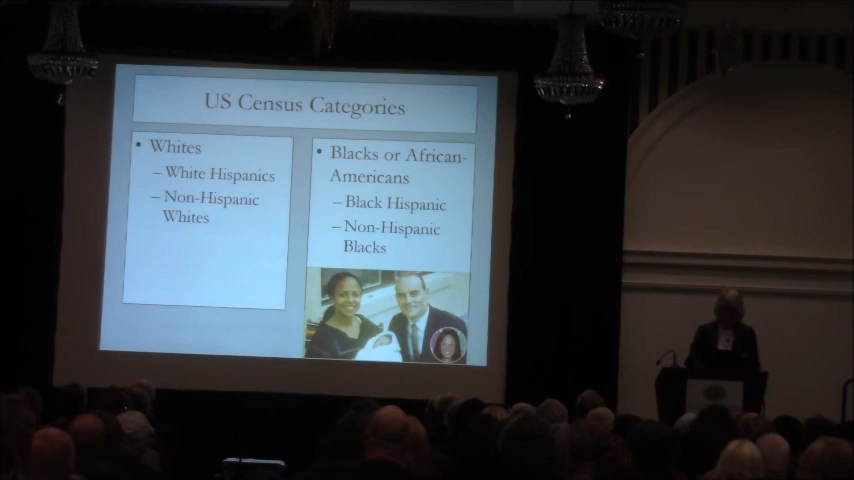 US Census Categories
• Whites
– White Hispanics
– Non-Hispanic
Whites
• Blacks or African-
Americans
– Black Hispanic
– Non-Hispanic
Blacks